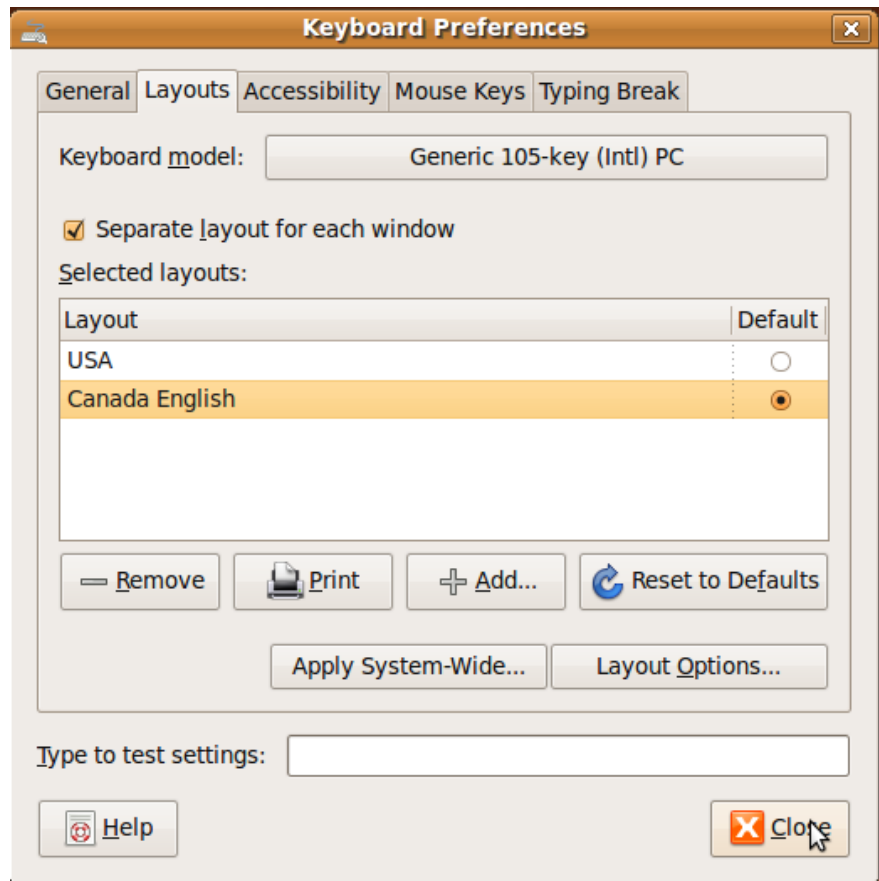 Keyboard Preferences
General Layouts Accessibility Mouse Keys Typing Break
Keyboard model: Generic 105-key (Intl) PC
Separate layout for each window
Selected layouts:
Layout Default
USA
Canada English
Remove Print Add... Reset to Defaults
Apply System-Wide... Layout Options...
Type to test settings:
Help Close